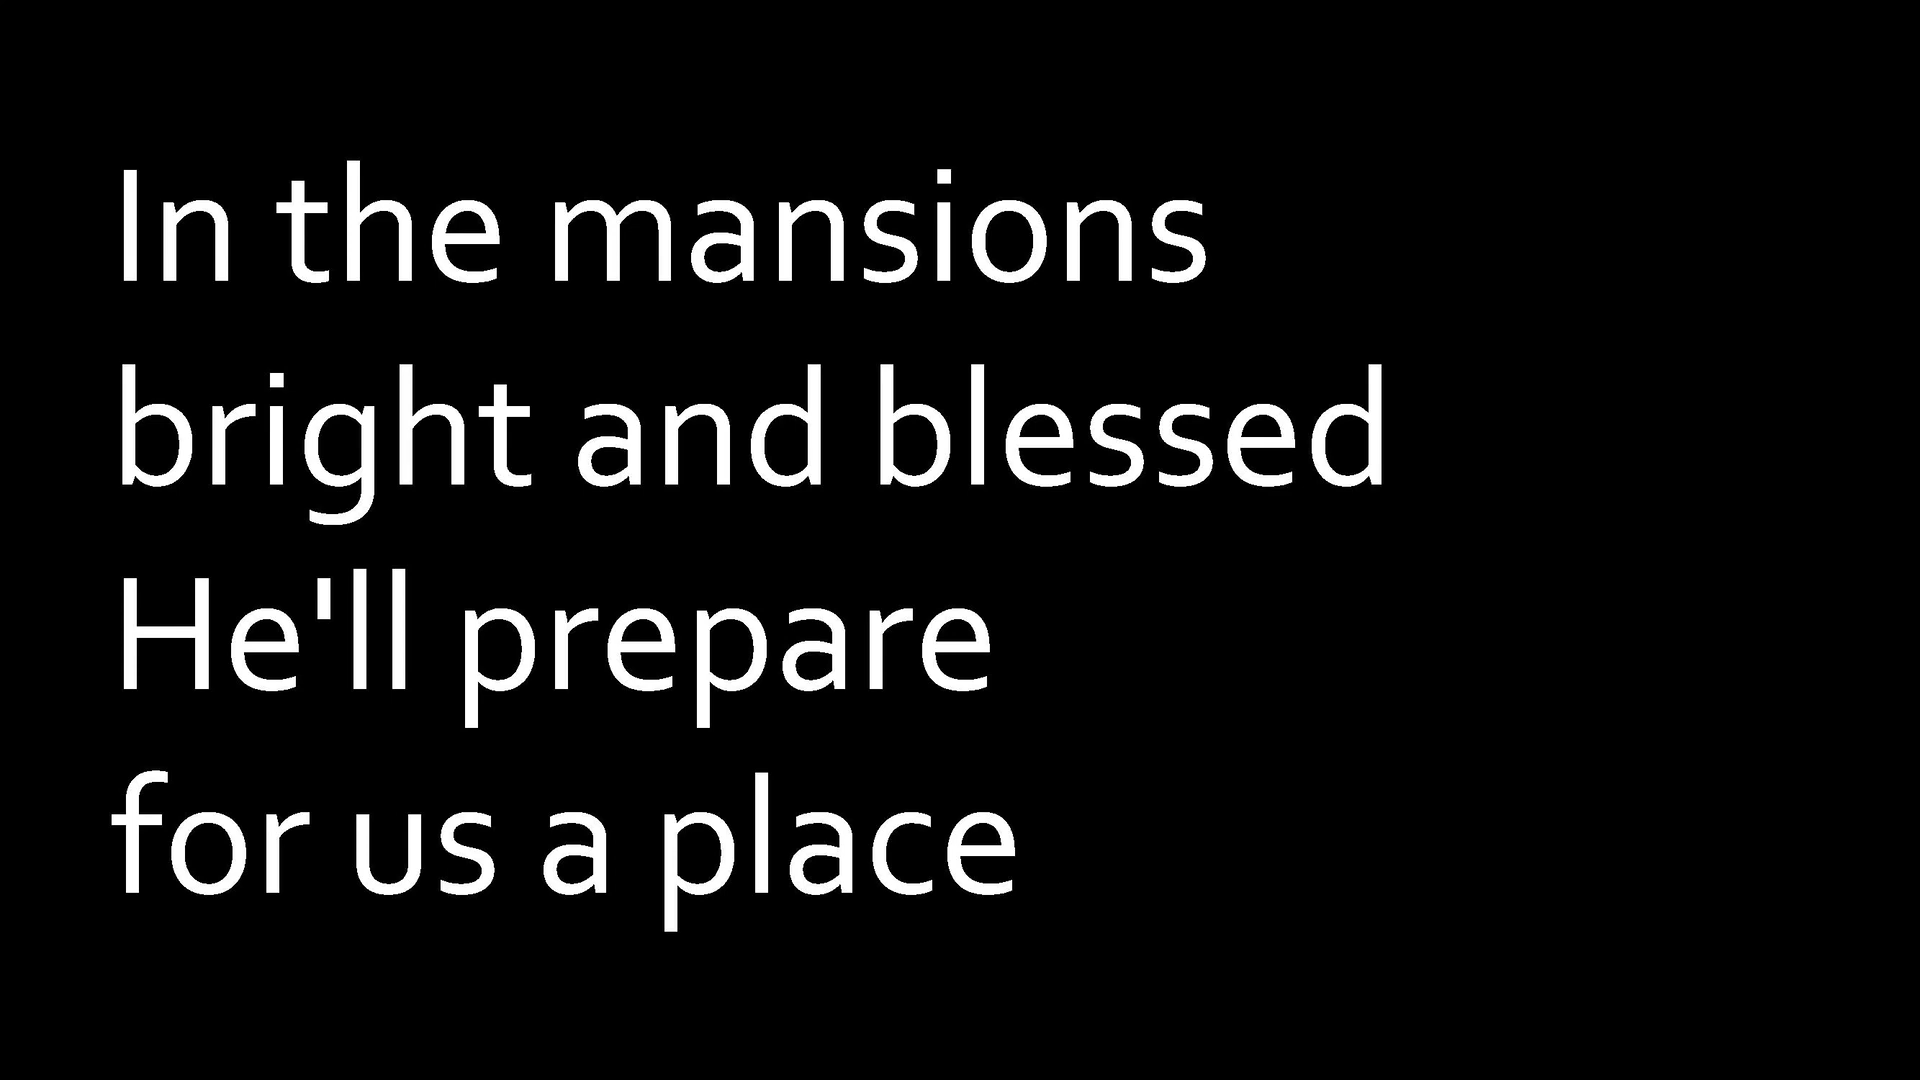 In the mansions
bright and blessed
He'll prepare
for us a place